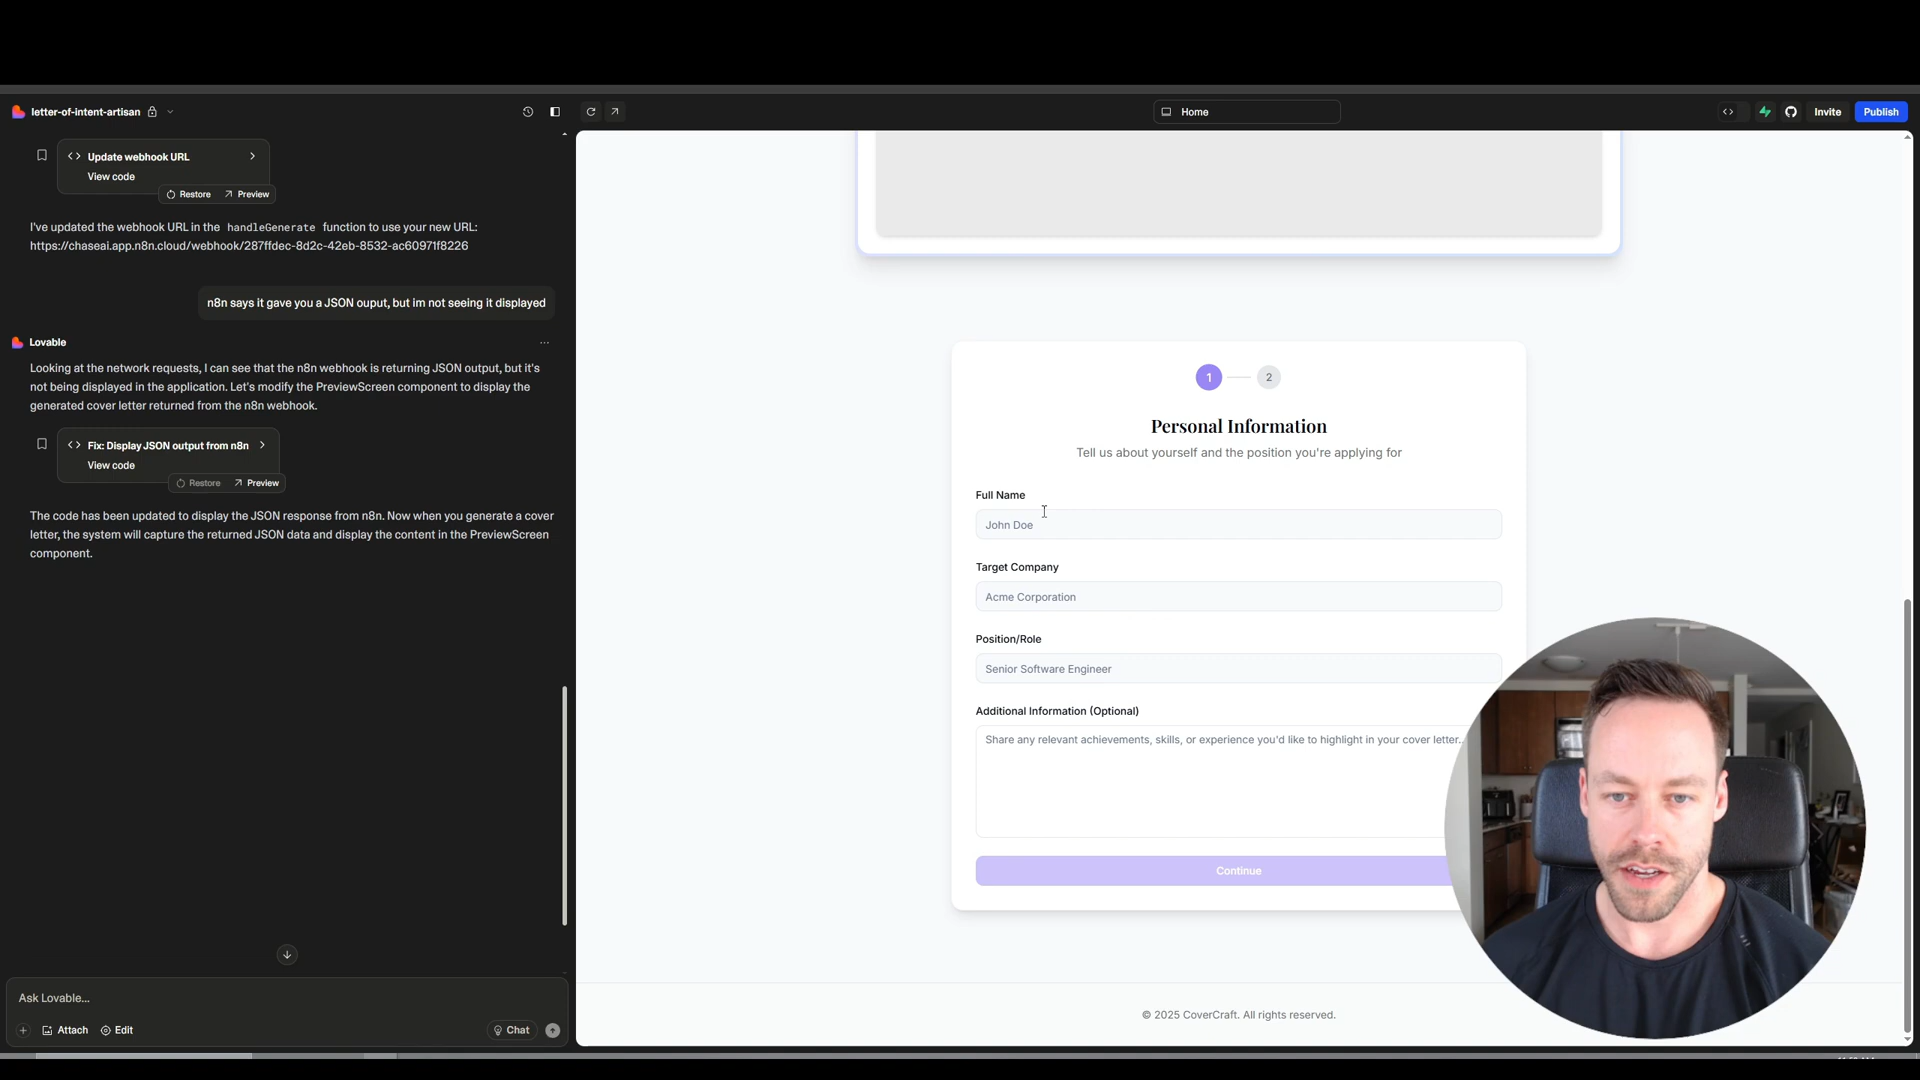 letter-of-intent-artisan
Home
Invite
Publish
Update webhook URL
View code
Restore
Preview
I've updated the webhook URL in the handleGenerate function to use your new URL:
https://chaseai.app.n8n.cloud/webhook/287ffdec-8d2c-42eb-8532-ac60971f8226
n8n says it gave you a JSON ouput, but im not seeing it displayed
Lovable
Looking at the network requests, I can see that the n8n webhook is returning JSON output, but it's
not being displayed in the application. Let's modify the PreviewScreen component to display the
generated cover letter returned from the n8n webhook.
Fix: Display JSON output from n8n
View code
Restore
Preview
The code has been updated to display the JSON response from n8n. Now when you generate a cover
letter, the system will capture the returned JSON data and display the content in the PreviewScreen
component.
Ask Lovable...
Attach
Edit
Chat
1
2
Personal Information
Tell us about yourself and the position you're applying for
Full Name
John Doe
Target Company
Acme Corporation
Position/Role
Senior Software Engineer
Additional Information (Optional)
Share any relevant achievements, skills, or experience you'd like to highlight in your cover letter..
Continue
© 2025 CoverCraft. All rights reserved.